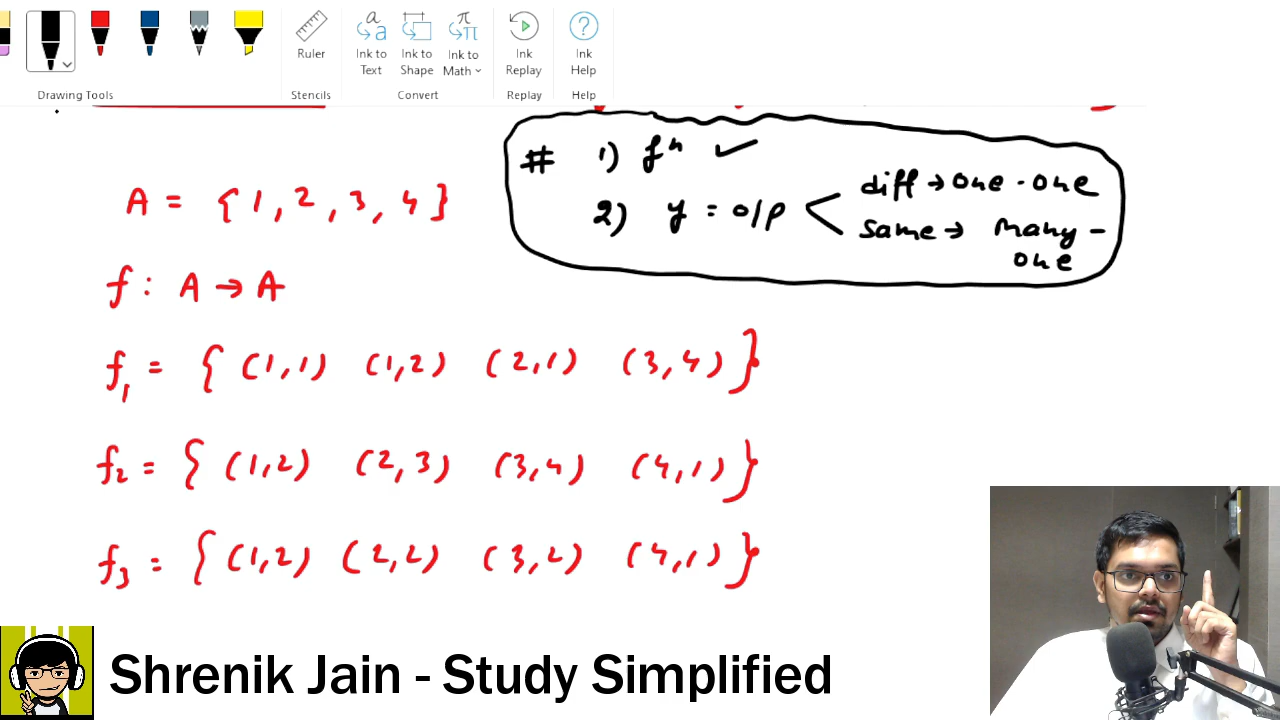 Ruler
Ink to Text
Ink to Shape
Ink to Math
Ink Replay
Ink Help
Drawing Tools
Stencils
Convert
Replay
Help
# 1) fⁿ ✓
2) y = o/p
diff → one - one
same → many - one
A = {1, 2, 3, 4}
f : A → A
f₁ = { (1,1) (1,2) (2,1) (3,4) }
f₂ = { (1,2) (2,3) (3,4) (4,1) }
f₃ = { (1,2) (2,2) (3,2) (4,1) }
Shrenik Jain - Study Simplified